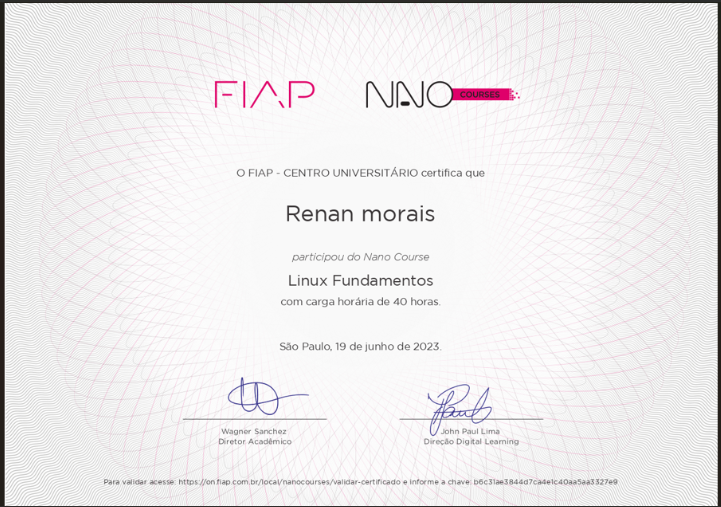 FIAP NANO COURSES
O FIAP - CENTRO UNIVERSITÁRIO certifica que
Renan morais
participou do Nano Course
Linux Fundamentos
com carga horária de 40 horas.
São Paulo, 19 de junho de 2023.
Wagner Sanchez
Diretor Acadêmico
John Paul Lima
Direção Digital Learning
Para validar acesse: https://on.fiap.com.br/local/nanocourses/validar-certificado e informe a chave: b6c31ae3844d7ca4e1c40aa5aa3327e9